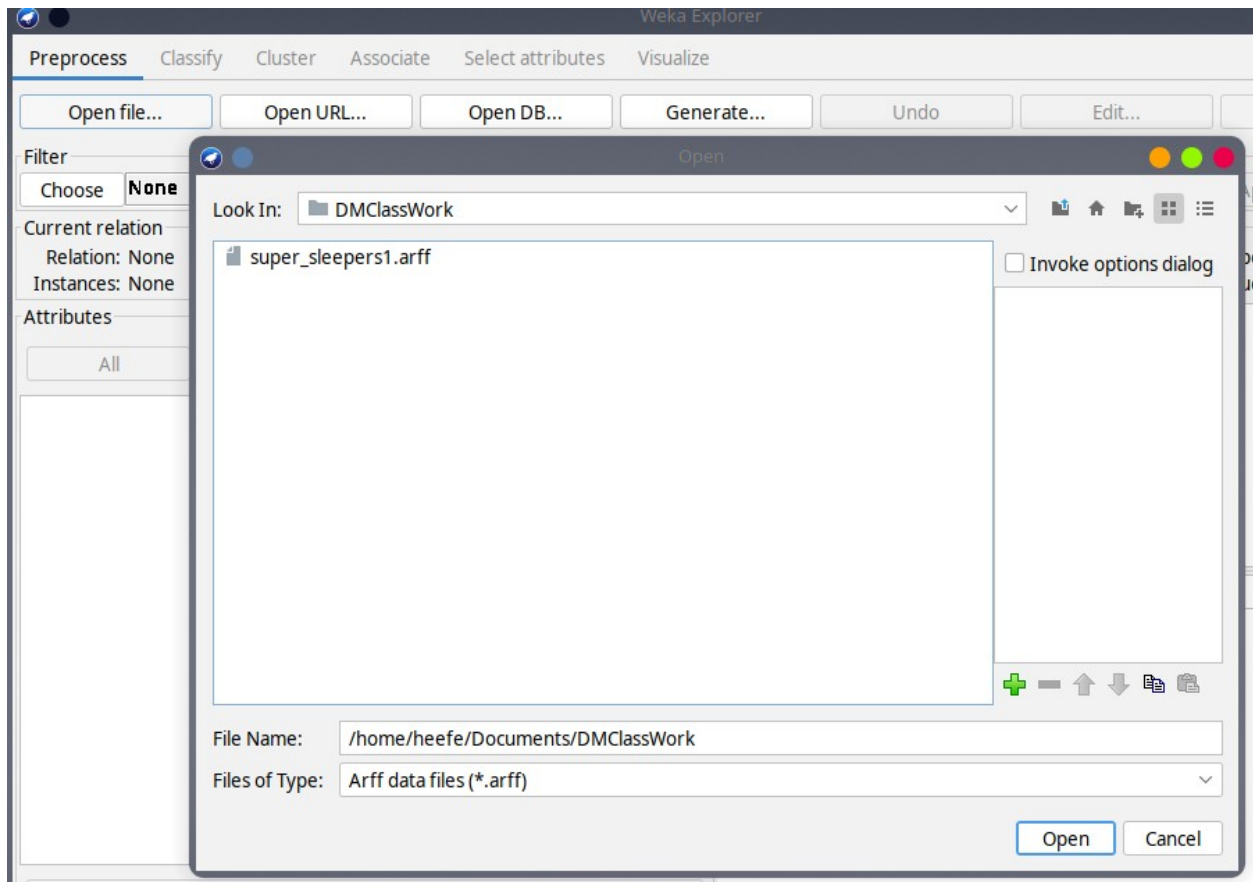 Weka Explorer
Preprocess Classify Cluster Associate Select attributes Visualize
Open file... Open URL... Open DB... Generate... Undo Edit...
Filter
Choose None
Current relation
Relation: None
Instances: None
Attributes
All
Open
Look In: DMClassWork
super_sleepers1.arff
Invoke options dialog
File Name: /home/heefe/Documents/DMClassWork
Files of Type: Arff data files (*.arff)
Open Cancel